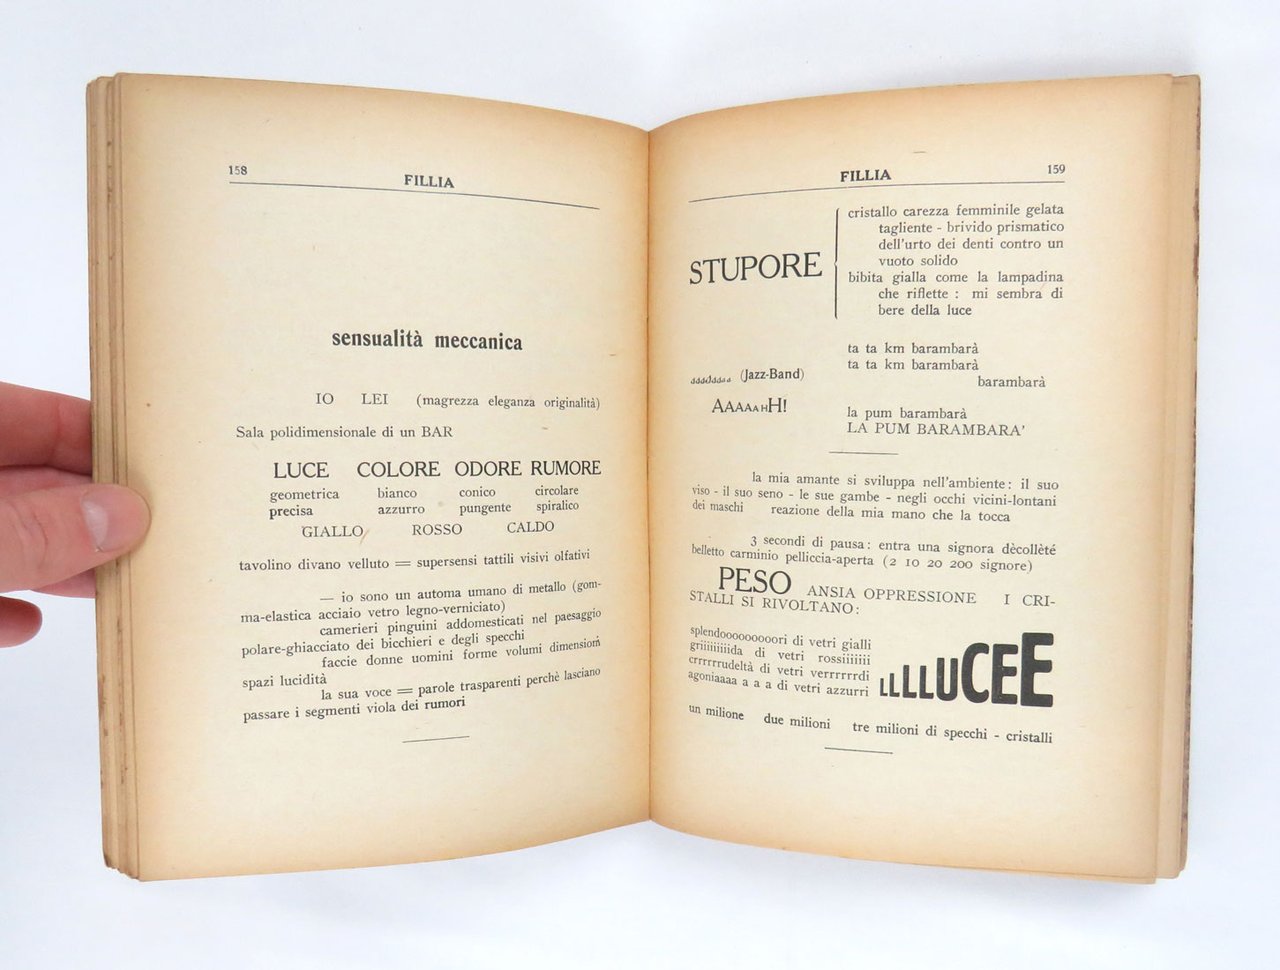 158
FILLIA
sensualità meccanica
IO LEI (magrezza eleganza originalità)
Sala polidimensionale di un BAR
LUCE COLORE ODORE RUMORE
geometrica bianco conico circolare
precisa azzurro pungente spiralico
GIALLO ROSSO CALDO
tavolino divano velluto = supersensi tattili visivi olfativi
— io sono un automa umano di metallo (gom-
ma-elastica acciaio vetro legno-verniciato)
camerieri pinguini addomesticati nel paesaggio
polare-ghiacciato dei bicchieri e degli specchi
faccie donne uomini forme volumi dimensioni
spazi lucidità
la sua voce = parole trasparenti perchè lasciano
passare i segmenti viola dei rumori
FILLIA
159
STUPORE
cristallo carezza femminile gelata
tagliente - brivido prismatico
dell'urto dei denti contro un
vuoto solido
bibita gialla come la lampadina
che riflette : mi sembra di
bere della luce
ta ta km barambarà
ta ta km barambarà
aaaaaaaa (Jazz-Band) barambarà
AAAAAHH!
la pum barambarà
LA PUM BARAMBARA'
la mia amante si sviluppa nell'ambiente: il suo
viso - il suo seno - le sue gambe - negli occhi vicini-lontani
dei maschi reazione della mia mano che la tocca
3 secondi di pausa: entra una signora dècollèté
belletto carminio pelliccia-aperta (2 10 20 200 signore)
PESO ANSIA OPPRESSIONE I CRI-
STALLI SI RIVOLTANO:
splendoooooooooori di vetri gialli
griiiiiiiiida di vetri rossiiiiiii
crrrrrrudeltà di vetri verrrrrrrdi
agoniaaaa a a a di vetri azzurri
LLLLUCEE
un milione due milioni tre milioni di specchi - cristalli